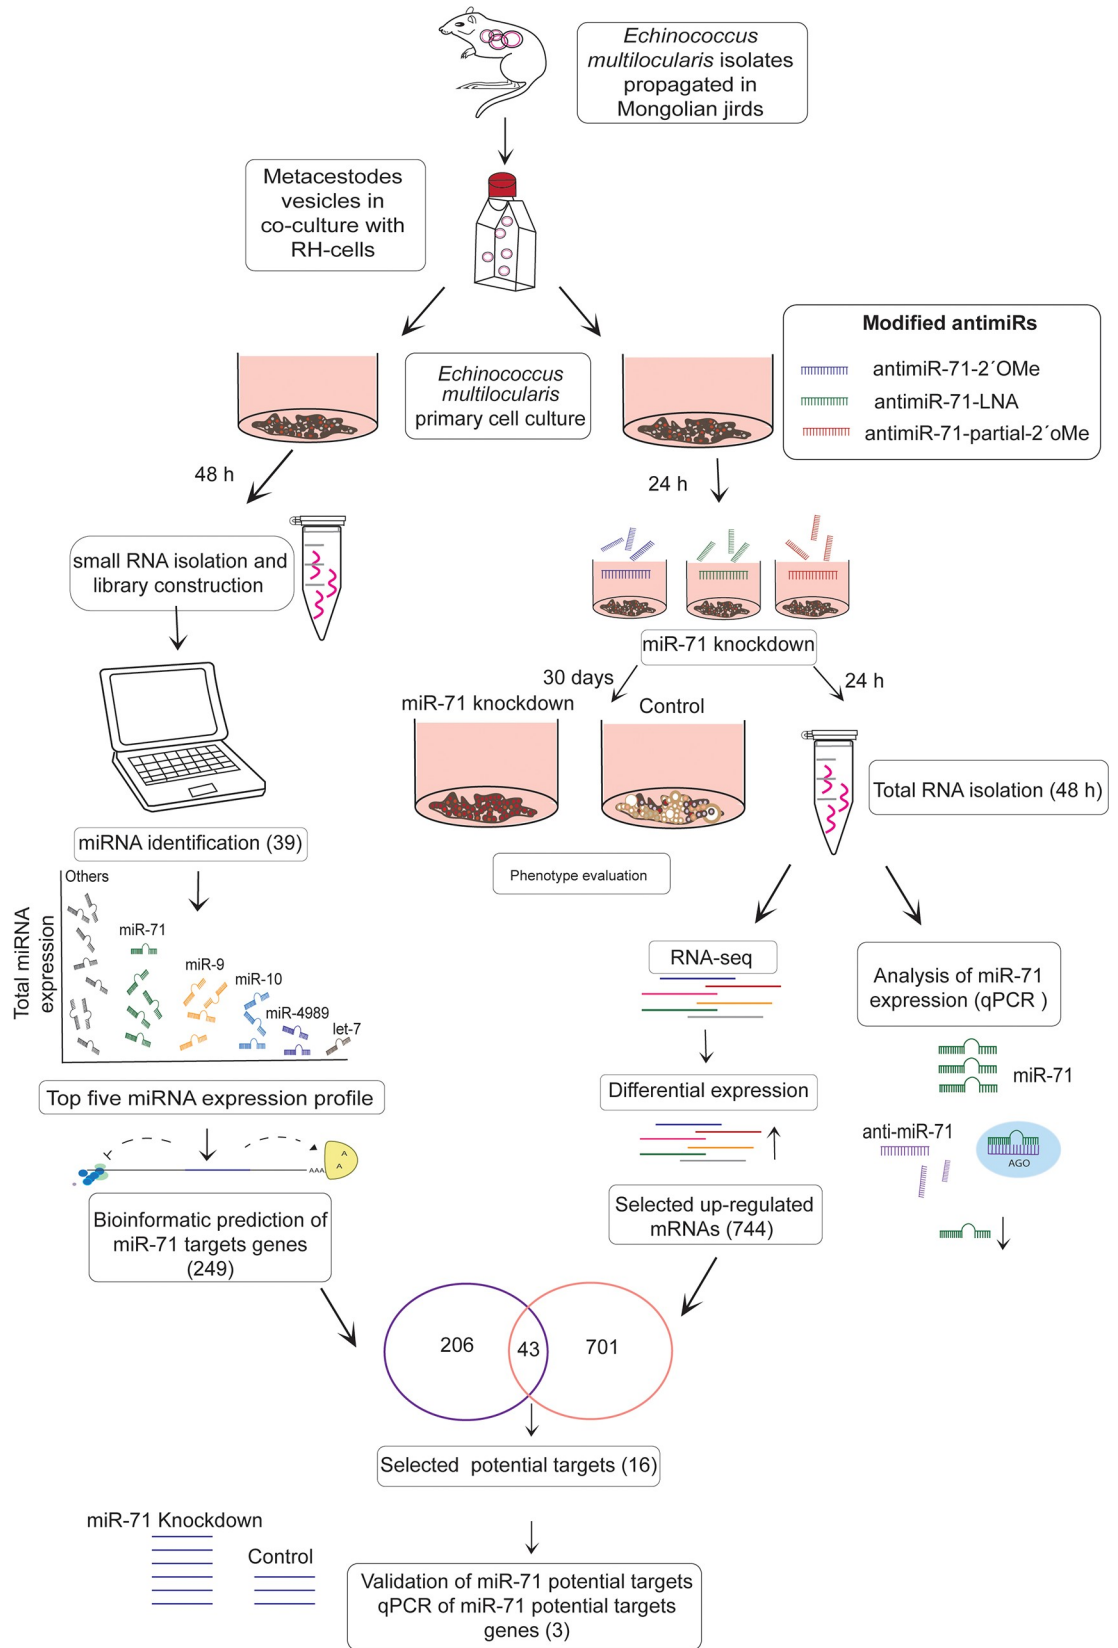 Echinococcus
multilocularis isolates
propagated in
Mongolian jirds
Metacestodes
vesicles in
co-culture with
RH-cells
Modified antimiRs
antimiR-71-2´OMe
antimiR-71-LNA
antimiR-71-partial-2´oMe
Echinococcus
multilocularis
primary cell culture
48 h
24 h
small RNA isolation and
library construction
miR-71 knockdown
30 days
24 h
miR-71 knockdown
Control
Total RNA isolation (48 h)
miRNA identification (39)
Phenotype evaluation
Total miRNA
expression
Others
miR-71
miR-9
miR-10
miR-4989
let-7
RNA-seq
Analysis of miR-71
expression (qPCR )
miR-71
Top five miRNA expression profile
Differential expression
anti-miR-71
AGO
AAA
A
A
Bioinformatic prediction of
miR-71 targets genes
(249)
Selected up-regulated
mRNAs (744)
206
43
701
Selected  potential targets (16)
miR-71 Knockdown
Control
Validation of miR-71 potential targets
qPCR of miR-71 potential targets
genes (3)